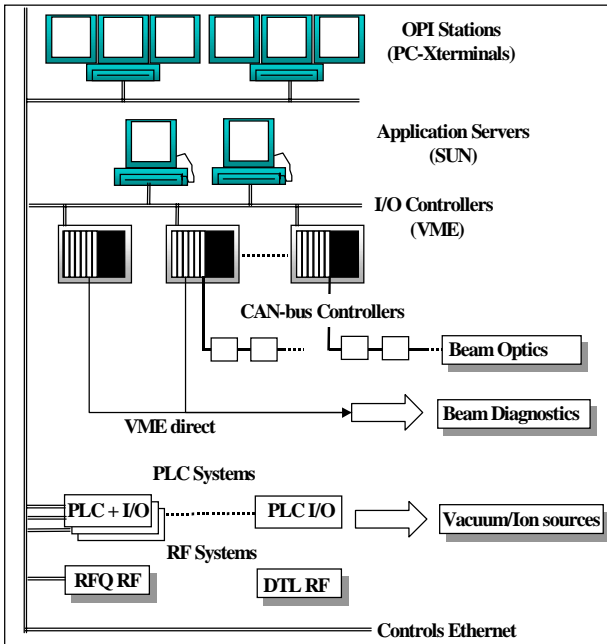 OPI Stations
(PC-Xterminals)
Application Servers
(SUN)
I/O Controllers
(VME)
CAN-bus Controllers
Beam Optics
Beam Diagnostics
VME direct
PLC Systems
PLC + I/O
PLC I/O
Vacuum/Ion sources
RF Systems
RFQ RF
DTL RF
Controls Ethernet